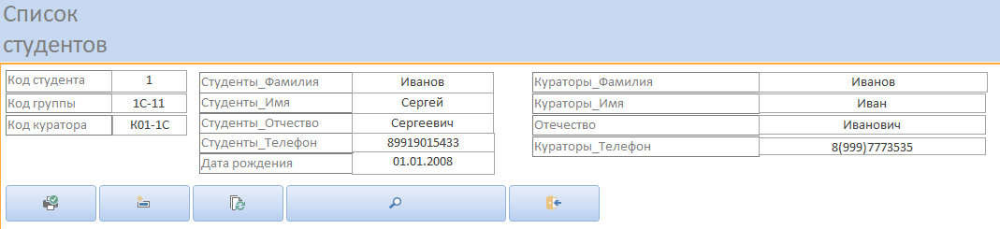 Список
студентов
Код студента 1
Код группы 1С-11
Код куратора К01-1С
Студенты_Фамилия Иванов
Студенты_Имя Сергей
Студенты_Отчество Сергеевич
Студенты_Телефон 89919015433
Дата рождения 01.01.2008
Кураторы_Фамилия Иванов
Кураторы_Имя Иван
Отечество Иванович
Кураторы_Телефон 8(999)7773535